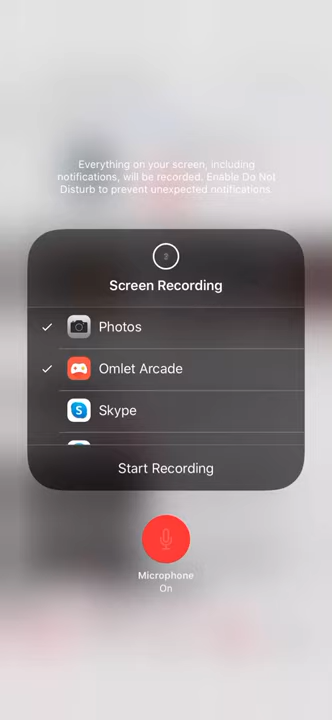 Everything on your screen, including
notifications, will be recorded. Enable Do Not
Disturb to prevent unexpected notifications.
Screen Recording
Photos
Omlet Arcade
Skype
Start Recording
Microphone
On